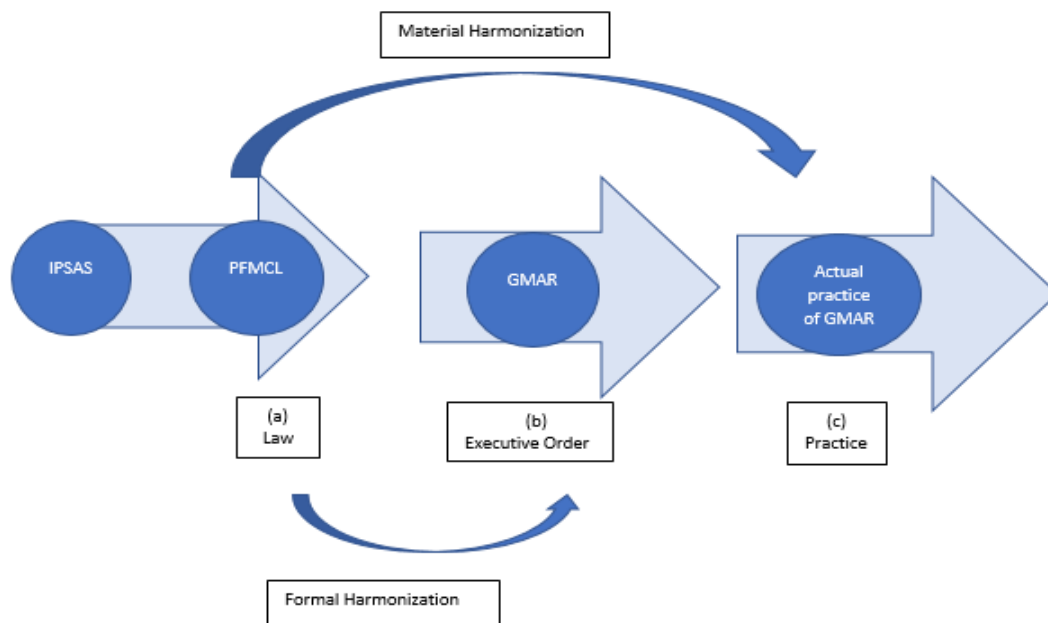 Material Harmonization
IPSAS
PFMCL
GMAR
Actual
practice
of GMAR
(a)
Law
(b)
Executive Order
(c)
Practice
Formal Harmonization